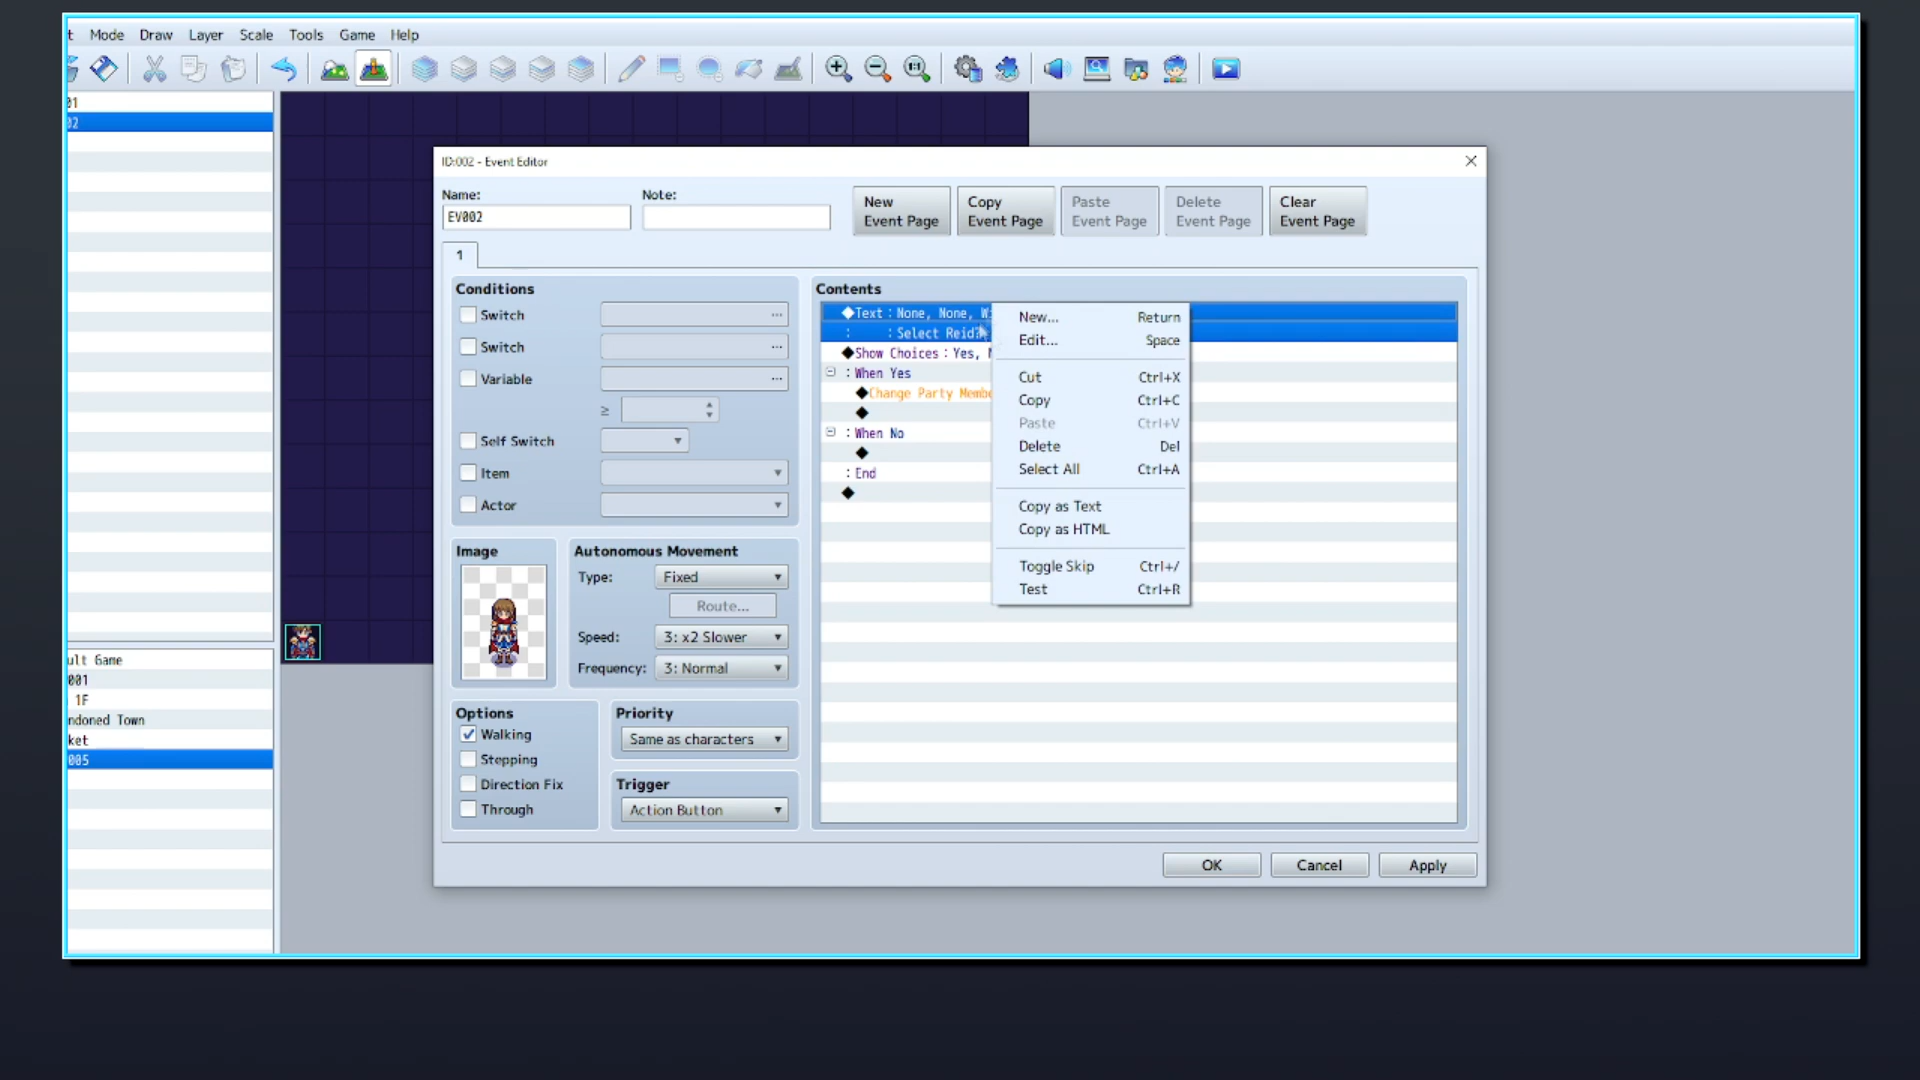 t Mode Draw Layer Scale Tools Game Help
01
02
ID:002 - Event Editor
Name:
Note:
EV002
New
Event Page
Copy
Event Page
Paste
Event Page
Delete
Event Page
Clear
Event Page
1
Conditions
Switch
...
Switch
...
Variable
...
≥
Self Switch
Item
Actor
Image
Autonomous Movement
Type: Fixed
Route...
Speed: 3: x2 Slower
Frequency: 3: Normal
Options
Walking
Stepping
Direction Fix
Through
Priority
Same as characters
Trigger
Action Button
Contents
◆Text : None, None, W
: : Select Reid?
◆Show Choices : Yes, N
: When Yes
◆Change Party Membe
◆
: When No
◆
: End
◆
New... Return
Edit... Space
Cut Ctrl+X
Copy Ctrl+C
Paste Ctrl+V
Delete Del
Select All Ctrl+A
Copy as Text
Copy as HTML
Toggle Skip Ctrl+/
Test Ctrl+R
OK
Cancel
Apply
ult Game
001
1F
ndoned Town
ket
005